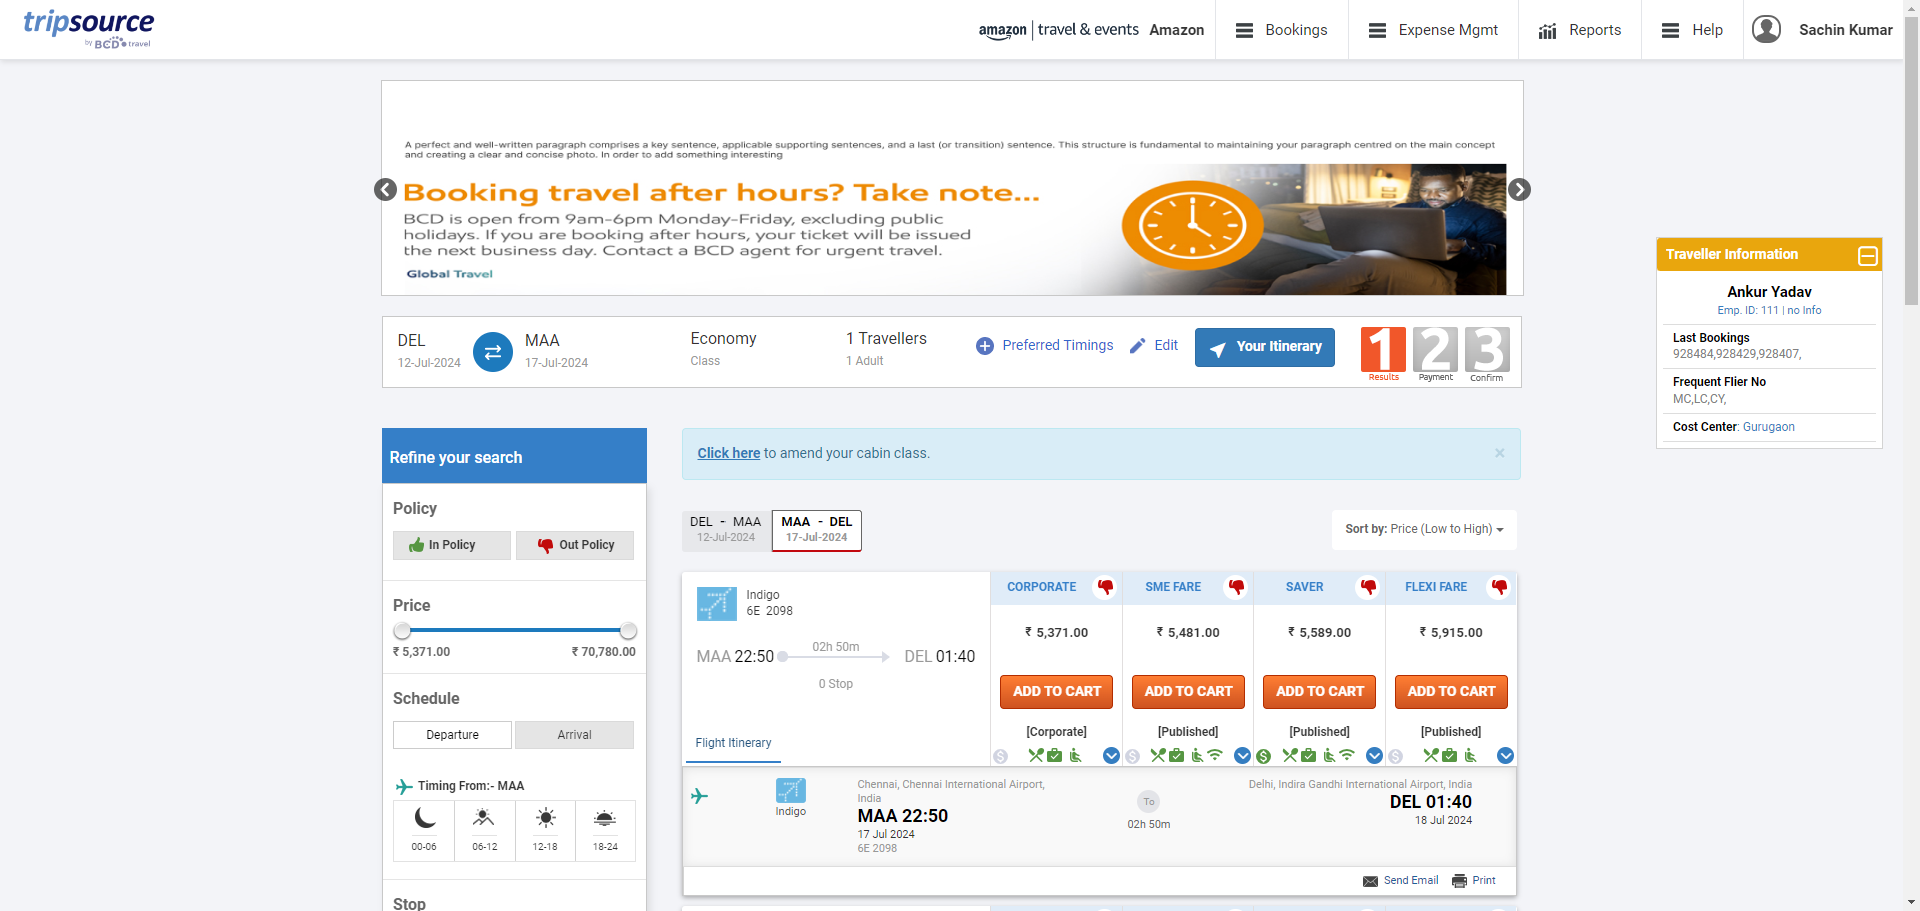 tripsource
by BCD travel
amazon | travel & events Amazon
Bookings
Expense Mgmt
Reports
Help
Sachin Kumar
A perfect and well-written paragraph comprises a key sentence, applicable supporting sentences, and a last (or transition) sentence. This structure is fundamental to maintaining your paragraph centred on the main concept
and creating a clear and concise photo. In order to add something interesting
Booking travel after hours? Take note...
BCD is open from 9am-6pm Monday-Friday, excluding public
holidays. If you are booking after hours, your ticket will be issued
the next business day. Contact a BCD agent for urgent travel.
Global Travel
Traveller Information
Ankur Yadav
Emp. ID: 111 | no Info
Last Bookings
928484,928429,928407,
Frequent Flier No
MC,LC,CY,
Cost Center: Gurugaon
DEL
12-Jul-2024
MAA
17-Jul-2024
Economy
Class
1 Travellers
1 Adult
Preferred Timings
Edit
Your Itinerary
1 2 3
Results Payment Confirm
Refine your search
Policy
In Policy
Out Policy
Price
₹ 5,371.00
₹ 70,780.00
Schedule
Departure
Arrival
Timing From:- MAA
00-06
06-12
12-18
18-24
Stop
Click here to amend your cabin class.
×
DEL - MAA
12-Jul-2024
MAA - DEL
17-Jul-2024
Sort by: Price (Low to High)
Indigo
6E 2098
MAA 22:50
02h 50m
DEL 01:40
0 Stop
Flight Itinerary
CORPORATE
₹ 5,371.00
ADD TO CART
[Corporate]
SME FARE
₹ 5,481.00
ADD TO CART
[Published]
SAVER
₹ 5,589.00
ADD TO CART
[Published]
FLEXI FARE
₹ 5,915.00
ADD TO CART
[Published]
Indigo
Chennai, Chennai International Airport,
India
MAA 22:50
17 Jul 2024
6E 2098
To
02h 50m
Delhi, Indira Gandhi International Airport, India
DEL 01:40
18 Jul 2024
Send Email
Print